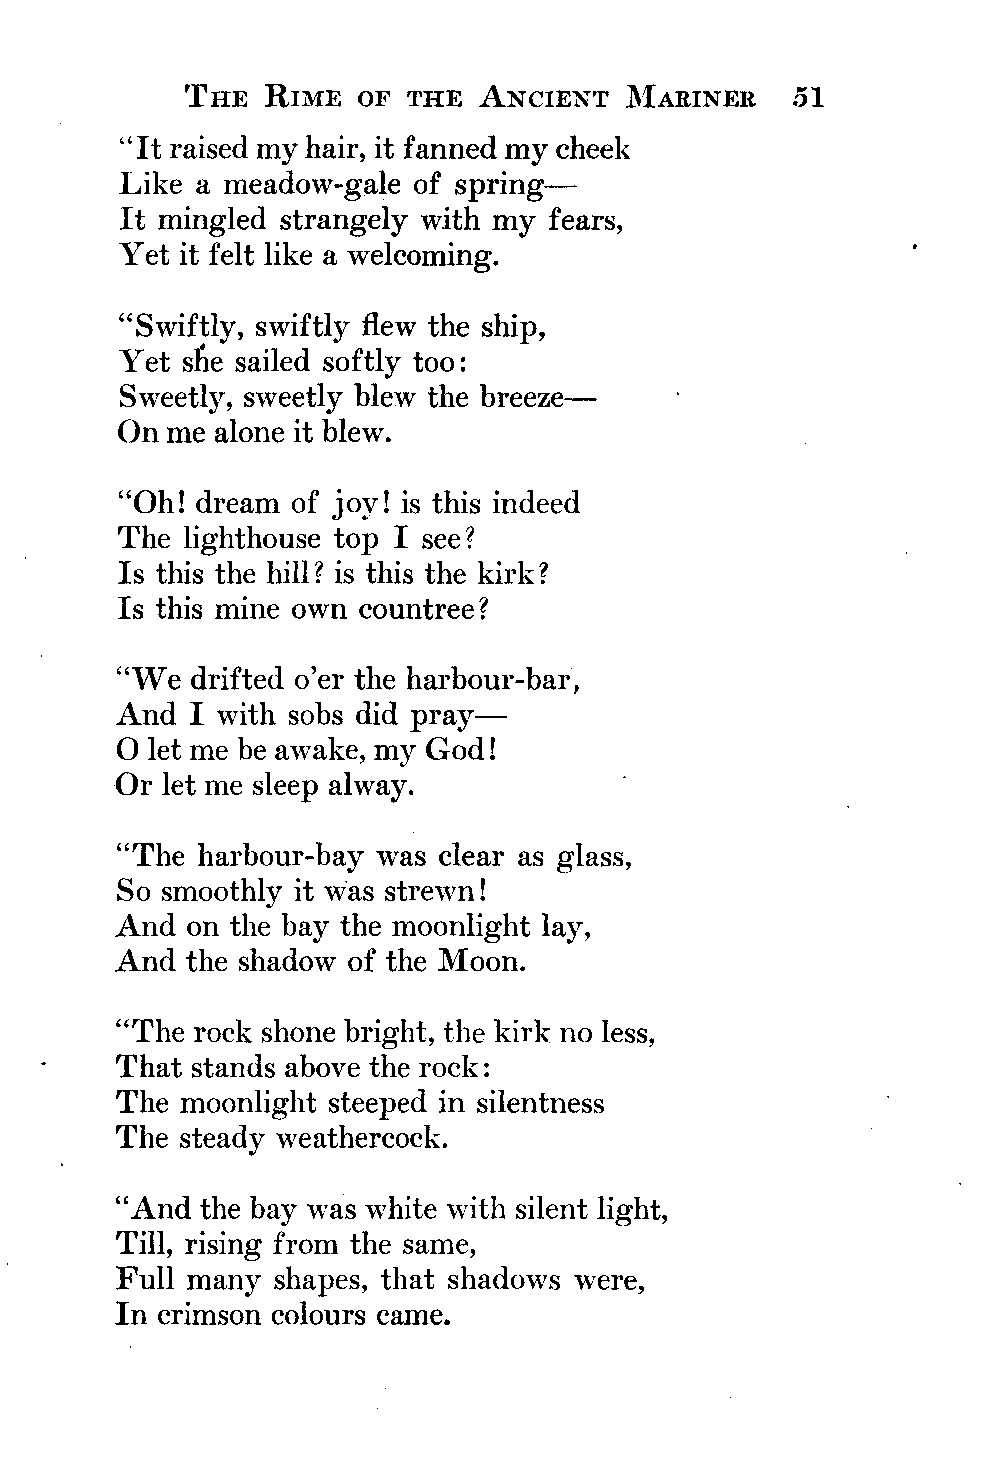 THE RIME OF THE ANCIENT MARINER 51
“It raised my hair, it fanned my cheek
Like a meadow-gale of spring—
It mingled strangely with my fears,
Yet it felt like a welcoming.
“Swiftly, swiftly flew the ship,
Yet she sailed softly too:
Sweetly, sweetly blew the breeze—
On me alone it blew.
“Oh! dream of joy! is this indeed
The lighthouse top I see?
Is this the hill? is this the kirk?
Is this mine own countree?
“We drifted o’er the harbour-bar,
And I with sobs did pray—
O let me be awake, my God!
Or let me sleep alway.
“The harbour-bay was clear as glass,
So smoothly it was strewn!
And on the bay the moonlight lay,
And the shadow of the Moon.
“The rock shone bright, the kirk no less,
That stands above the rock:
The moonlight steeped in silentness
The steady weathercock.
“And the bay was white with silent light,
Till, rising from the same,
Full many shapes, that shadows were,
In crimson colours came.